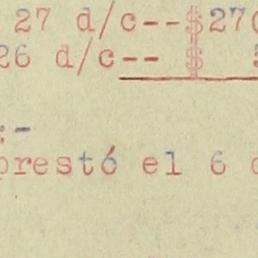 27 d/c--$27
26 d/c-- $
:-
prestó el 6